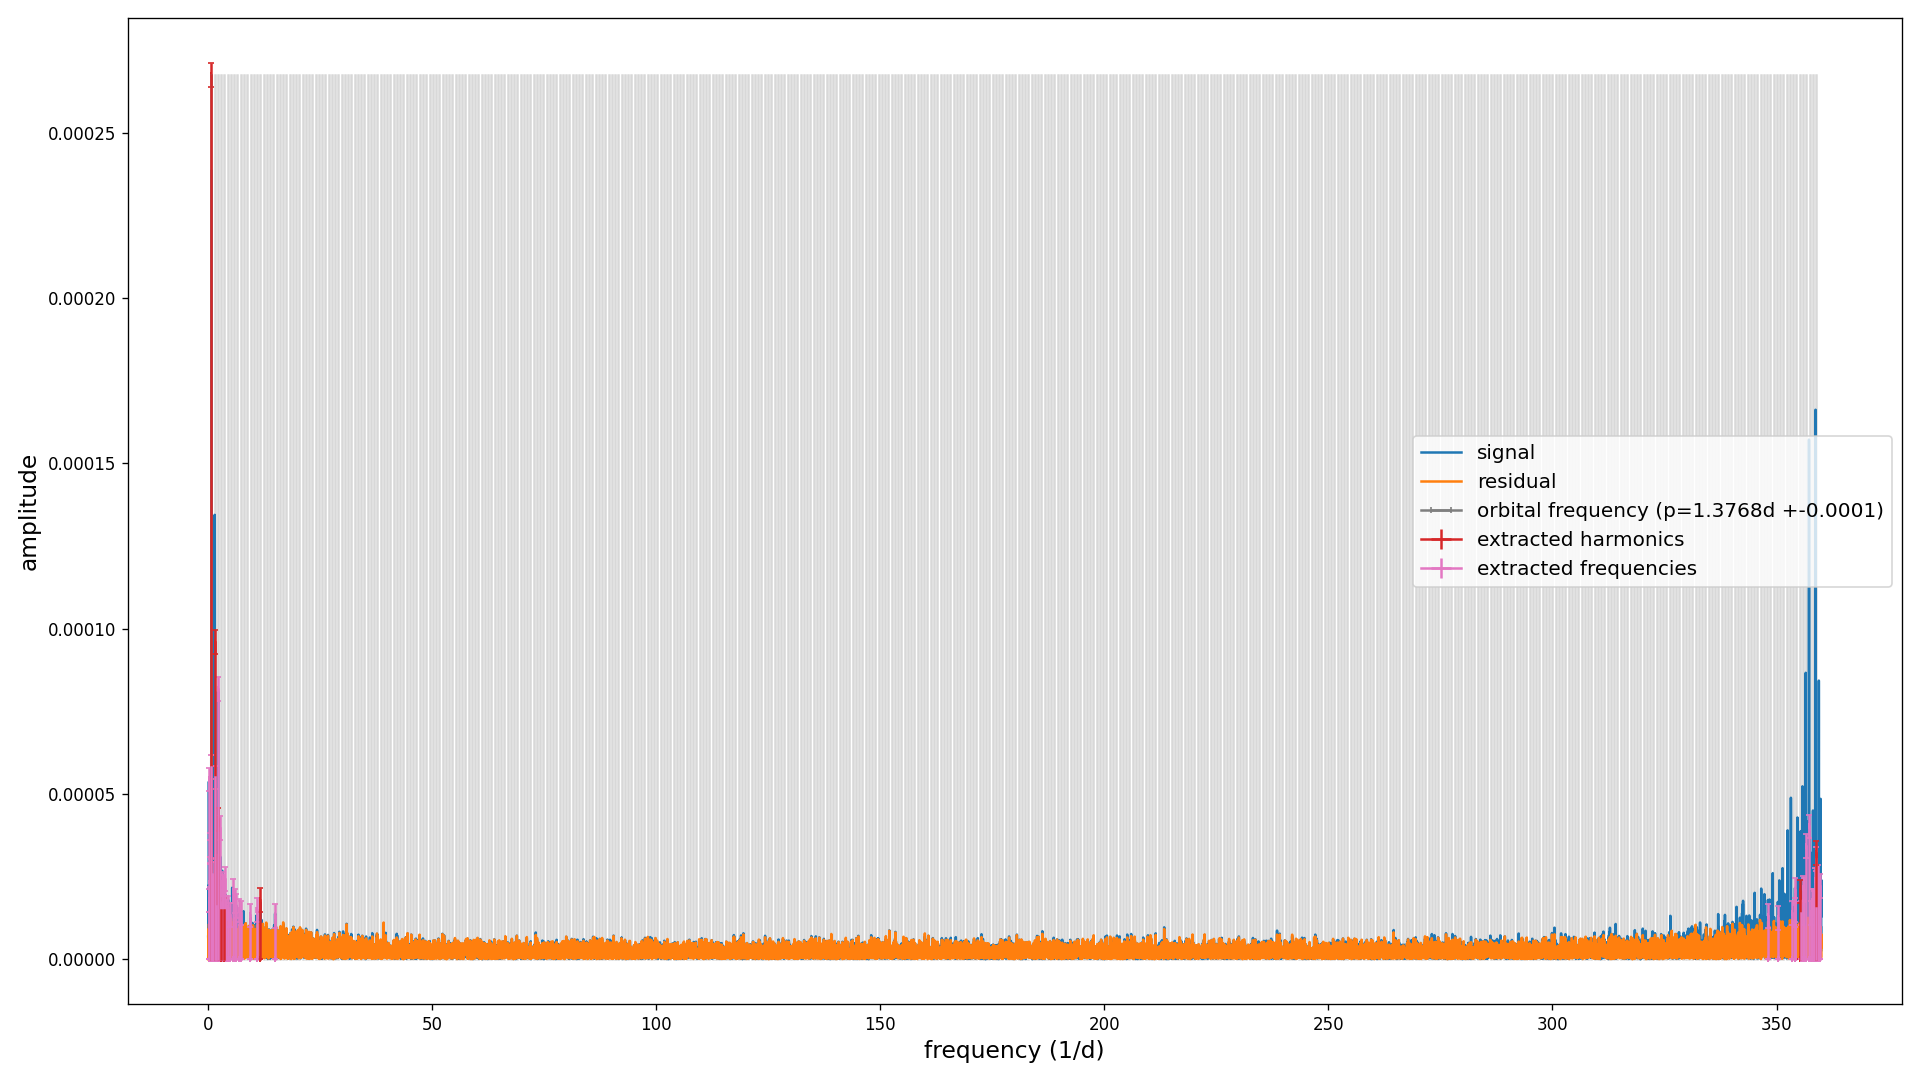 0.00025
0.00020
0.00015
0.00010
0.00005
0.00000
amplitude
signal
residual
orbital frequency (p=1.3768d +-0.0001)
extracted harmonics
extracted frequencies
0 50 100 150 200 250 300 350
frequency (1/d)